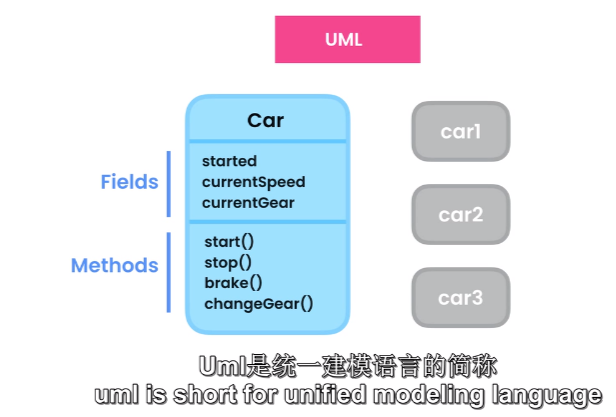 UML
Car
Fields
started
currentSpeed
currentGear
Methods
start()
stop()
brake()
changeGear()
car1
car2
car3
Uml是统一建模语言的简称
uml is short for unified modeling language